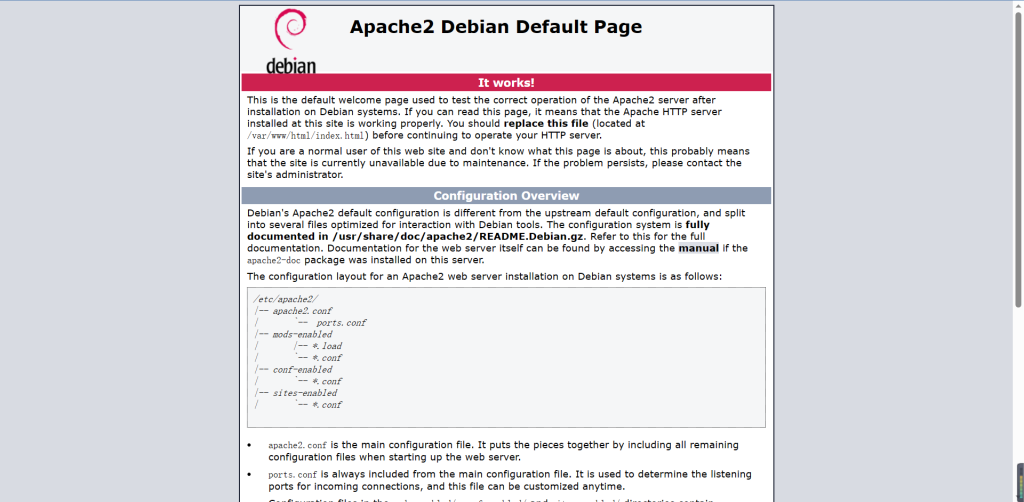 debian
Apache2 Debian Default Page
It works!
This is the default welcome page used to test the correct operation of the Apache2 server after
installation on Debian systems. If you can read this page, it means that the Apache HTTP server
installed at this site is working properly. You should replace this file (located at
/var/www/html/index.html) before continuing to operate your HTTP server.
If you are a normal user of this web site and don't know what this page is about, this probably means
that the site is currently unavailable due to maintenance. If the problem persists, please contact the
site's administrator.
Configuration Overview
Debian's Apache2 default configuration is different from the upstream default configuration, and split
into several files optimized for interaction with Debian tools. The configuration system is fully
documented in /usr/share/doc/apache2/README.Debian.gz. Refer to this for the full
documentation. Documentation for the web server itself can be found by accessing the manual if the
apache2-doc package was installed on this server.
The configuration layout for an Apache2 web server installation on Debian systems is as follows:
/etc/apache2/
|-- apache2.conf
|       `--  ports.conf
|-- mods-enabled
|       |-- *.load
|       `-- *.conf
|-- conf-enabled
|       `-- *.conf
|-- sites-enabled
|       `-- *.conf
• apache2.conf is the main configuration file. It puts the pieces together by including all remaining
configuration files when starting up the web server.
• ports.conf is always included from the main configuration file. It is used to determine the listening
ports for incoming connections, and this file can be customized anytime.